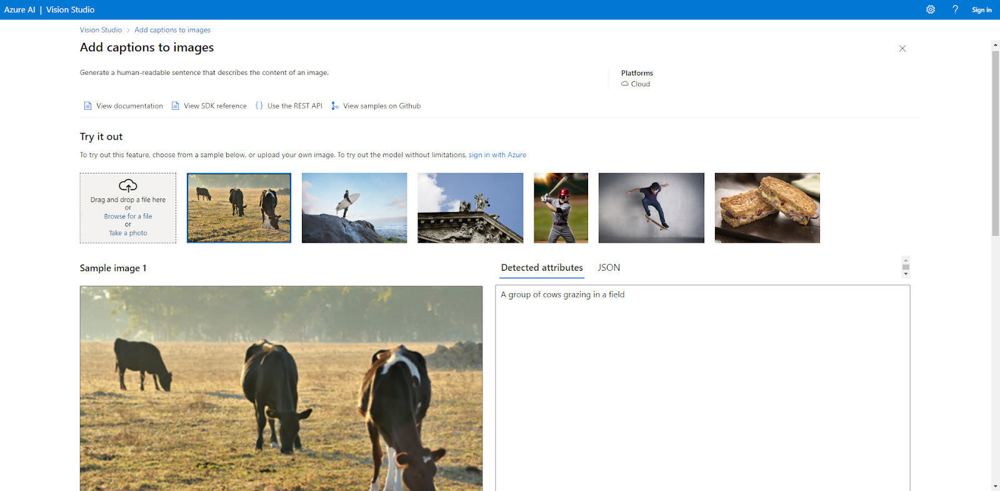 Azure AI | Vision Studio
Sign in
Vision Studio > Add captions to images
Add captions to images
Generate a human-readable sentence that describes the content of an image.
Platforms
Cloud
View documentation View SDK reference {} Use the REST API View samples on Github
Try it out
To try out this feature, choose from a sample below, or upload your own image. To try out the model without limitations, sign in with Azure
Drag and drop a file here
or
Browse for a file
or
Take a photo
Sample image 1
Detected attributes JSON
A group of cows grazing in a field